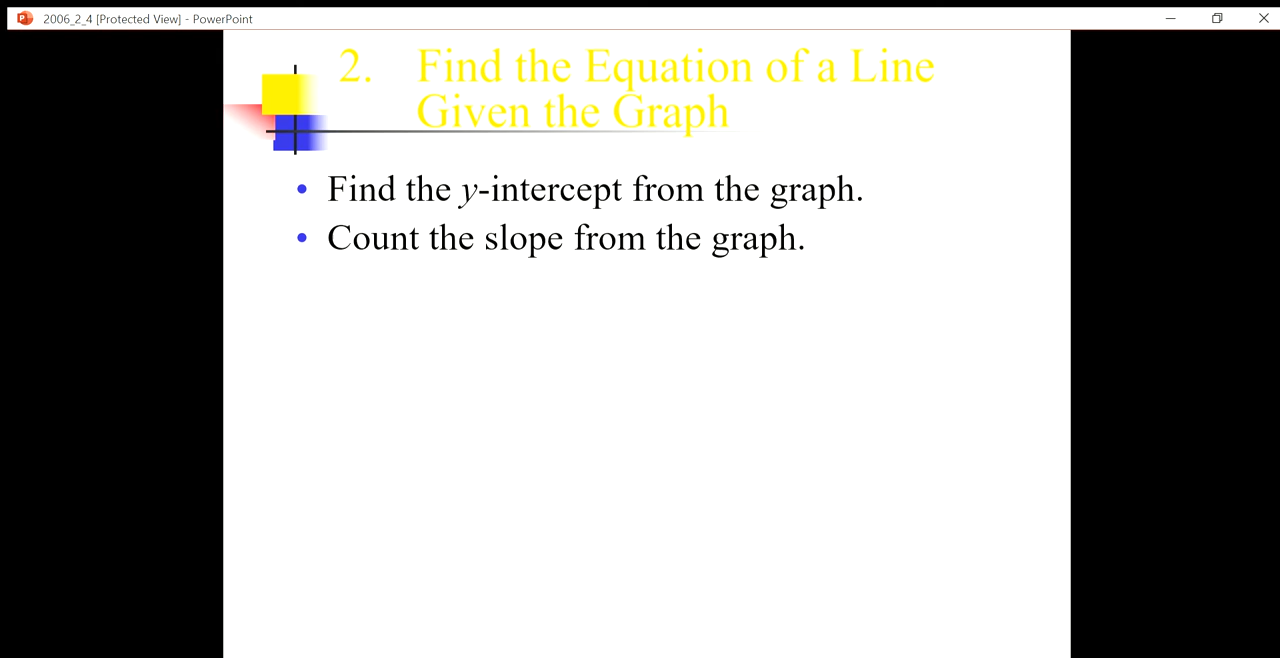 2006_2_4 [Protected View] - PowerPoint
2. Find the Equation of a Line
Given the Graph
• Find the y-intercept from the graph.
• Count the slope from the graph.